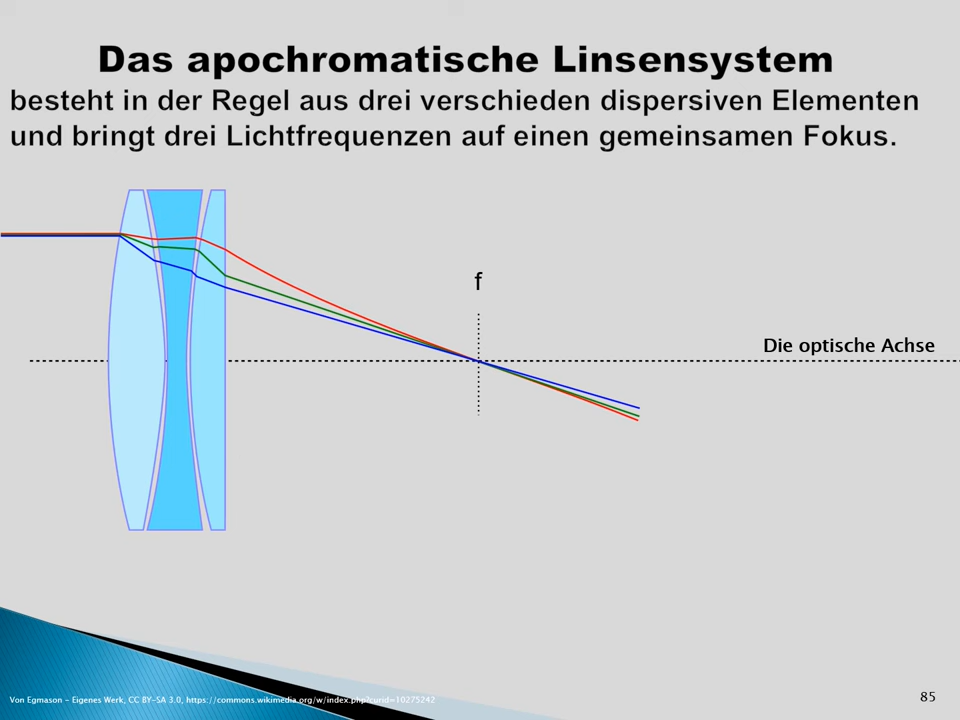 Das apochromatische Linsensystem
besteht in der Regel aus drei verschieden dispersiven Elementen
und bringt drei Lichtfrequenzen auf einen gemeinsamen Fokus.
f
Die optische Achse
Von Egmason - Eigenes Werk, CC BY-SA 3.0, https://commons.wikimedia.org/w/index.php?curid=10275242
85